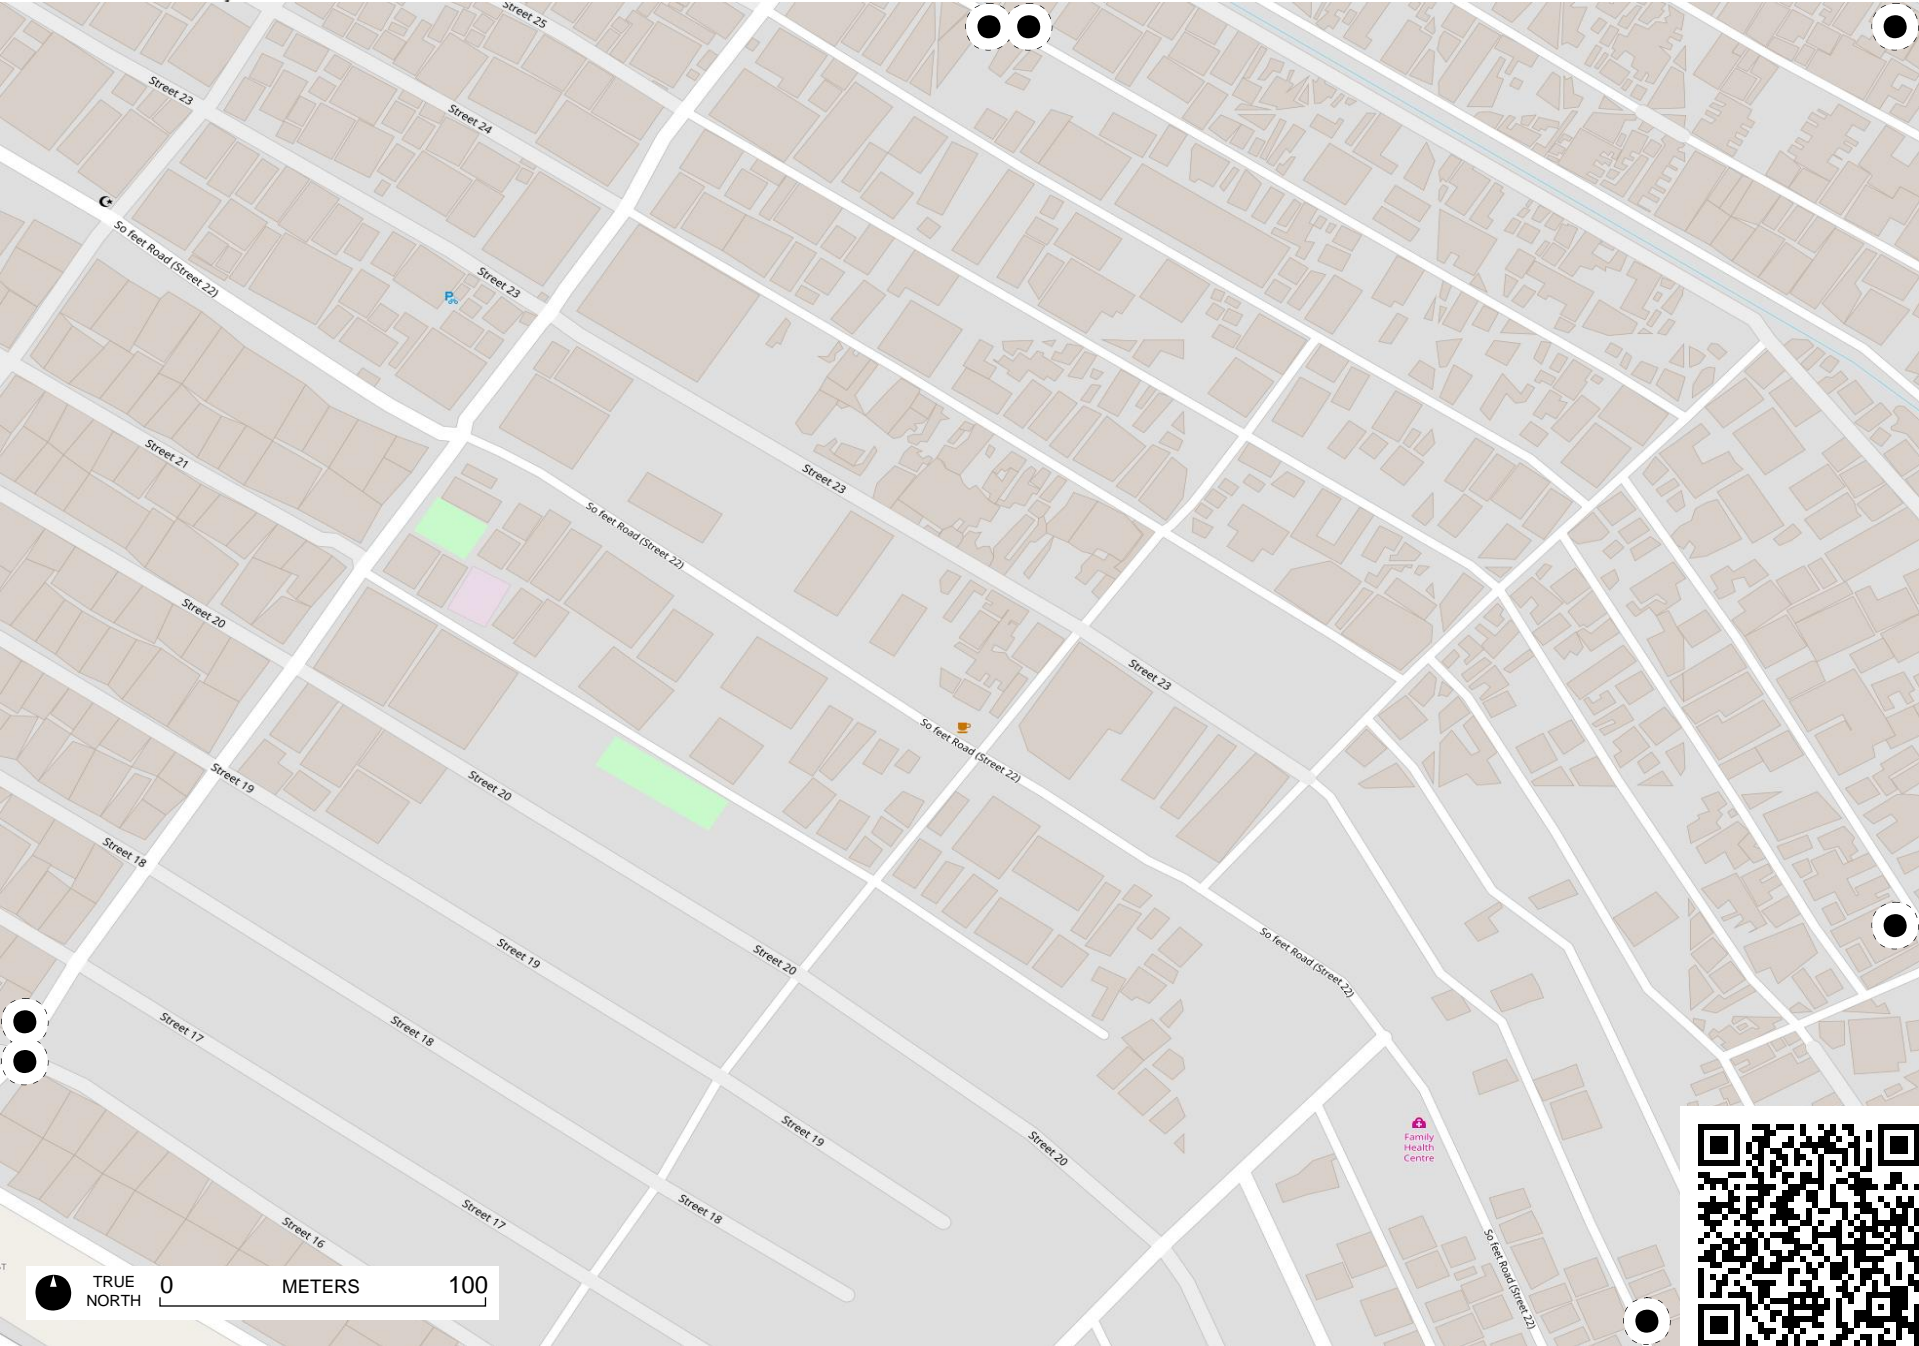 Street 25
Street 23
Street 24
So feet Road (Street 22)
Street 23
Street 21
Street 23
So feet Road (Street 22)
Street 20
Street 23
So feet Road (Street 22)
Street 19
Street 20
Street 18
So feet Road (Street 22)
Street 19
Street 20
Street 17
Street 18
Street 19
Street 20
Family
Health
Centre
Street 17
Street 18
Street 16
So feet Road (Street 22)
TRUE
NORTH
0 METERS 100